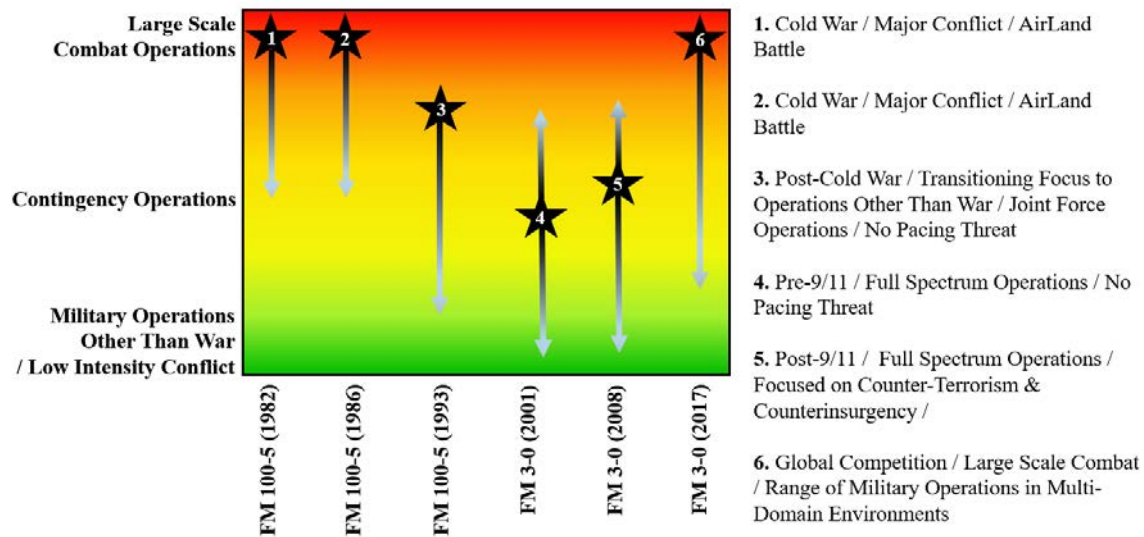 Large Scale
Combat Operations
Contingency Operations
Military Operations
Other Than War
/ Low Intensity Conflict
1
2
3
4
5
6
FM 100-5 (1982)
FM 100-5 (1986)
FM 100-5 (1993)
FM 3-0 (2001)
FM 3-0 (2008)
FM 3-0 (2017)
1. Cold War / Major Conflict / AirLand
Battle
2. Cold War / Major Conflict / AirLand
Battle
3. Post-Cold War / Transitioning Focus to
Operations Other Than War / Joint Force
Operations / No Pacing Threat
4. Pre-9/11 / Full Spectrum Operations / No
Pacing Threat
5. Post-9/11 /  Full Spectrum Operations /
Focused on Counter-Terrorism &
Counterinsurgency /
6. Global Competition / Large Scale Combat
/ Range of Military Operations in Multi-
Domain Environments